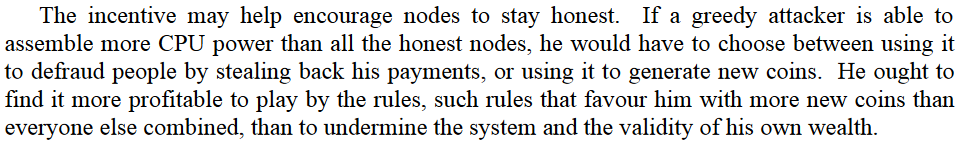 The incentive may help encourage nodes to stay honest. If a greedy attacker is able to
assemble more CPU power than all the honest nodes, he would have to choose between using it
to defraud people by stealing back his payments, or using it to generate new coins. He ought to
find it more profitable to play by the rules, such rules that favour him with more new coins than
everyone else combined, than to undermine the system and the validity of his own wealth.